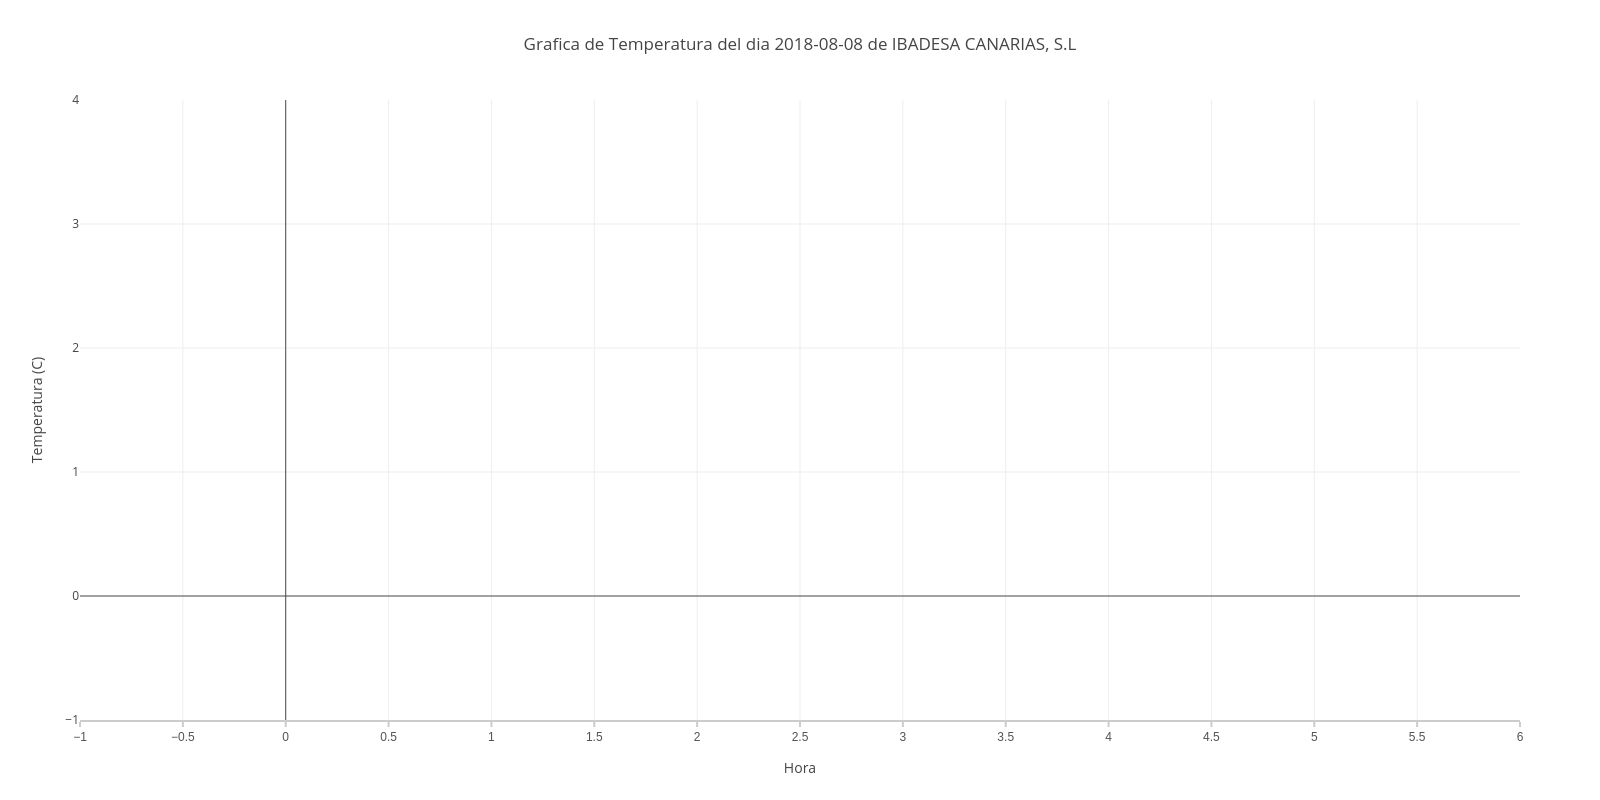 Grafica de Temperatura del dia 2018-08-08 de IBADESA CANARIAS, S.L
4
3
2
1
0
−1
Temperatura (C)
−1 −0.5 0 0.5 1 1.5 2 2.5 3 3.5 4 4.5 5 5.5 6
Hora